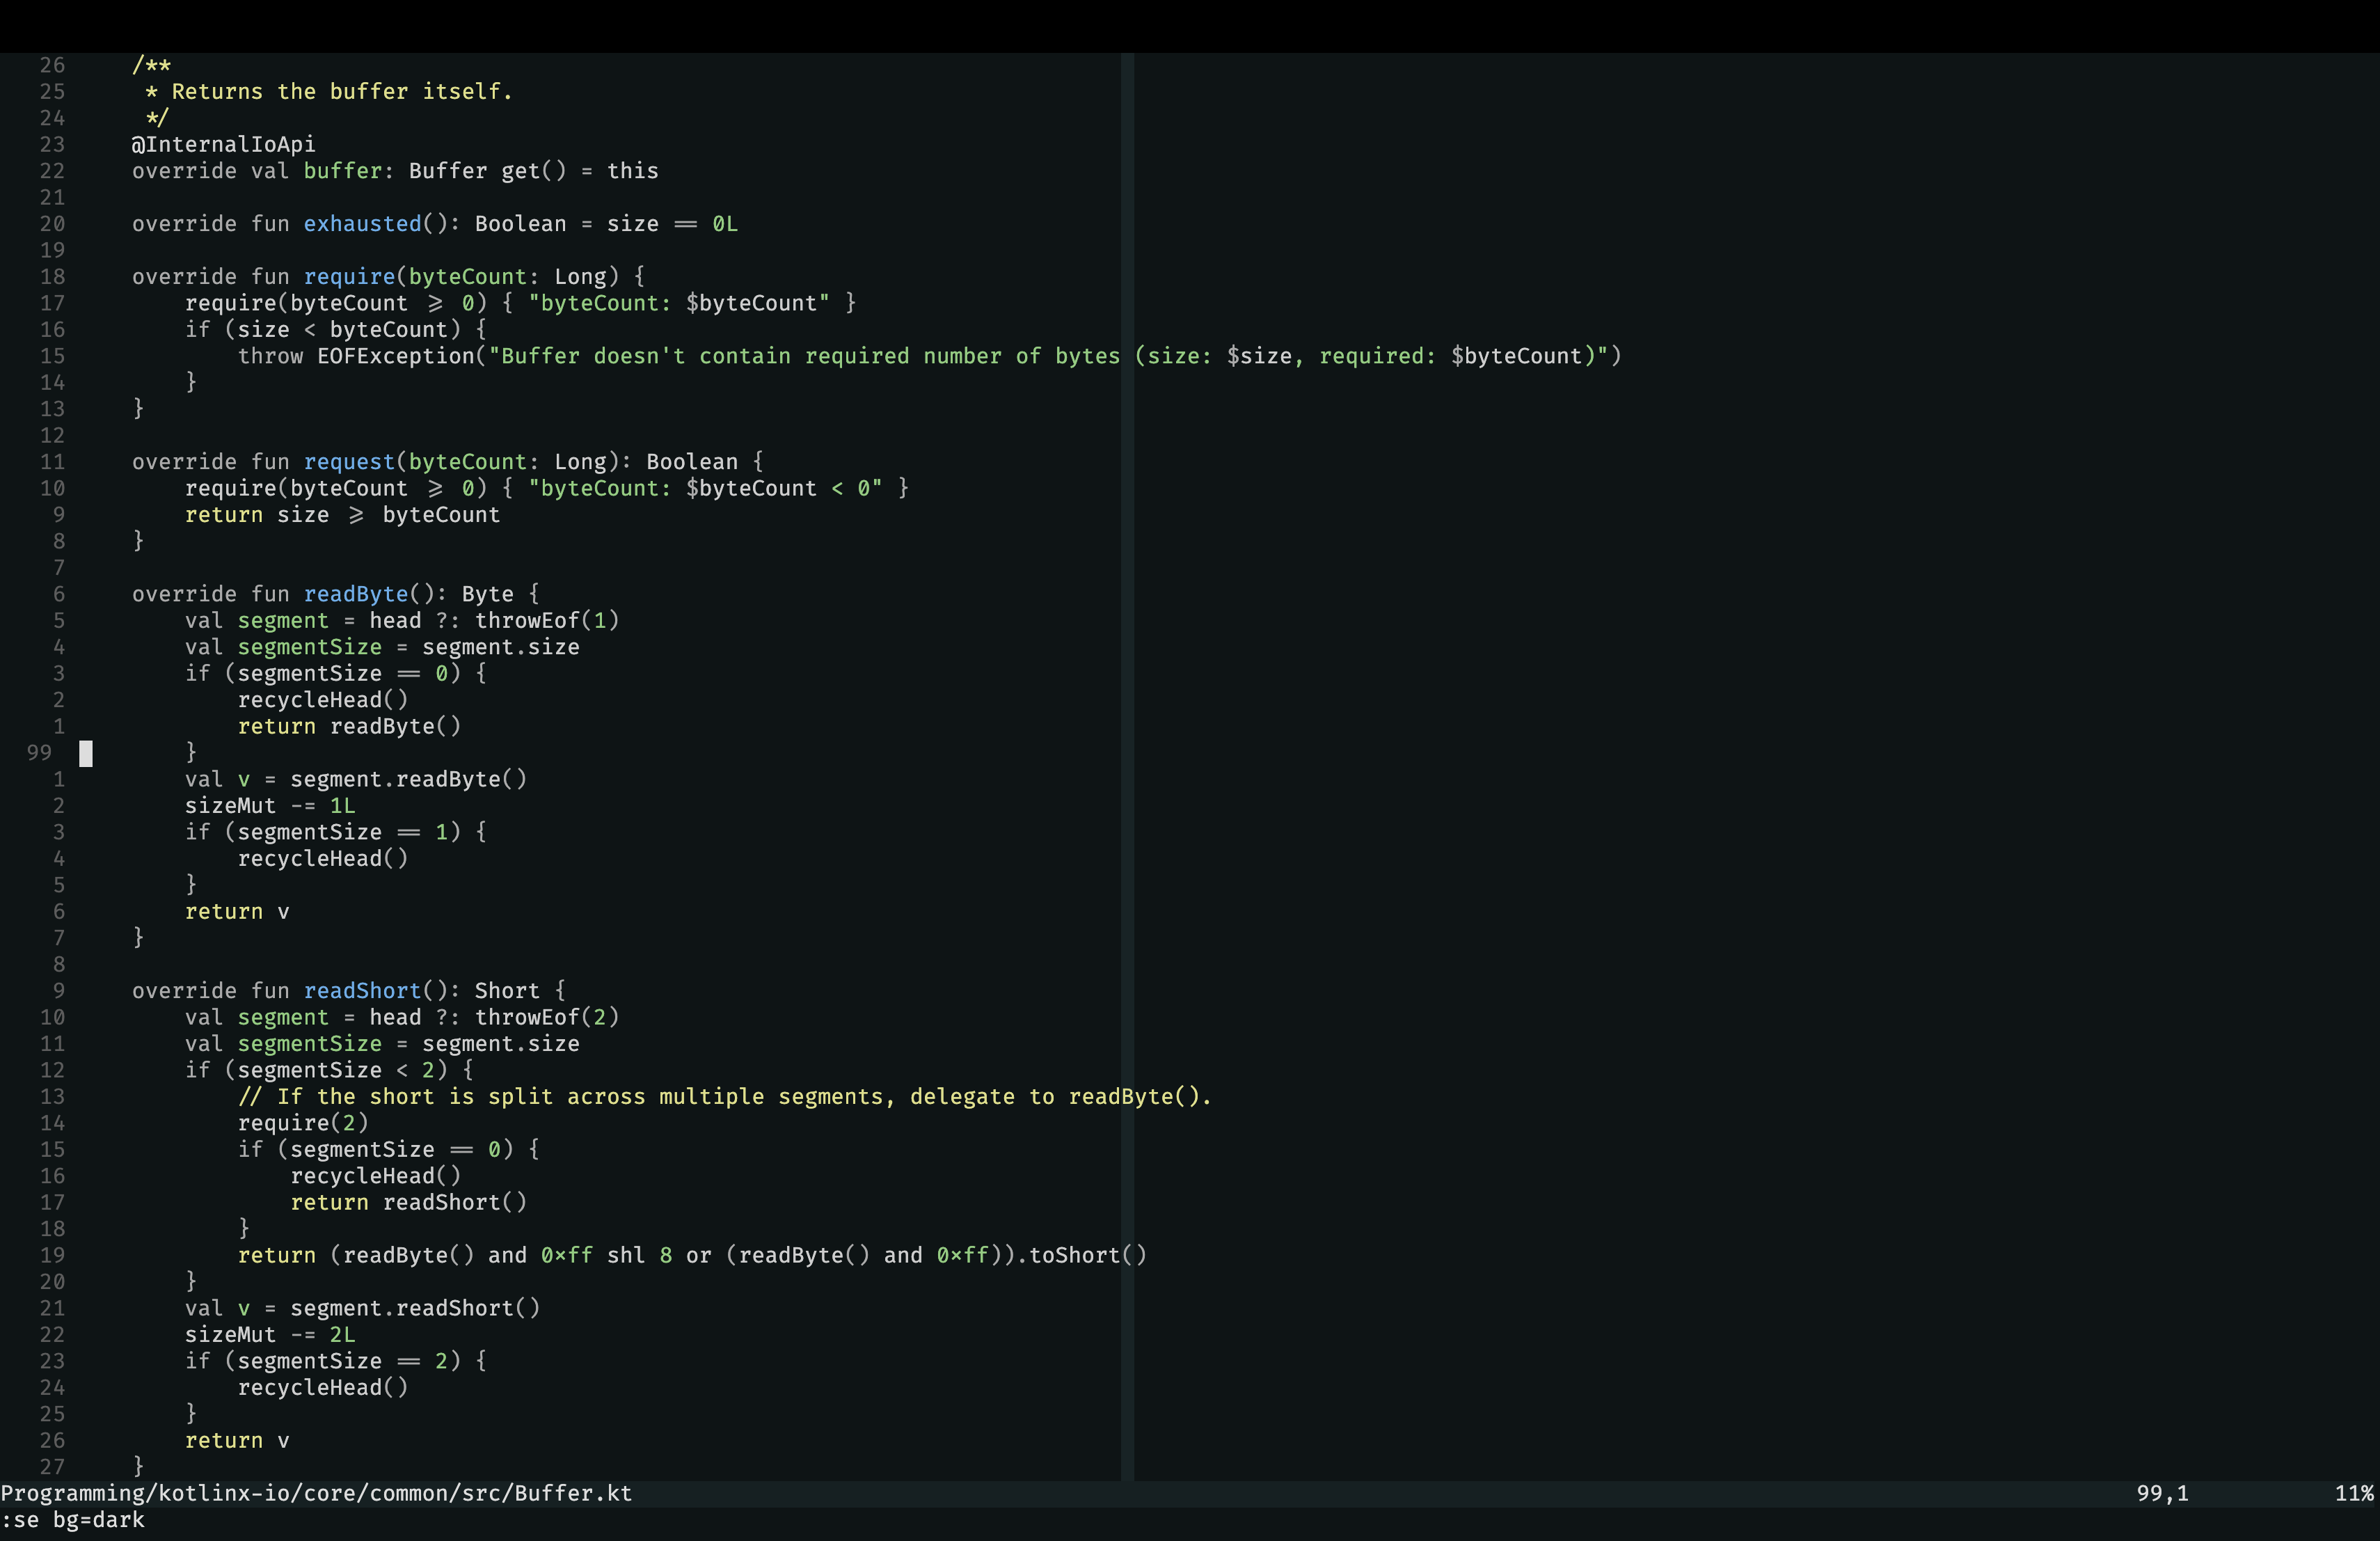 26     /**
25      * Returns the buffer itself.
24      */
23     @InternalIoApi
22     override val buffer: Buffer get() = this
21
20     override fun exhausted(): Boolean = size == 0L
19
18     override fun require(byteCount: Long) {
17         require(byteCount >= 0) { "byteCount: $byteCount" }
16         if (size < byteCount) {
15             throw EOFException("Buffer doesn't contain required number of bytes (size: $size, required: $byteCount)")
14         }
13     }
12
11     override fun request(byteCount: Long): Boolean {
10         require(byteCount >= 0) { "byteCount: $byteCount < 0" }
 9         return size >= byteCount
 8     }
 7
 6     override fun readByte(): Byte {
 5         val segment = head ?: throwEof(1)
 4         val segmentSize = segment.size
 3         if (segmentSize == 0) {
 2             recycleHead()
 1             return readByte()
99         }
 1         val v = segment.readByte()
 2         sizeMut -= 1L
 3         if (segmentSize == 1) {
 4             recycleHead()
 5         }
 6         return v
 7     }
 8
 9     override fun readShort(): Short {
10         val segment = head ?: throwEof(2)
11         val segmentSize = segment.size
12         if (segmentSize < 2) {
13             // If the short is split across multiple segments, delegate to readByte().
14             require(2)
15             if (segmentSize == 0) {
16                 recycleHead()
17                 return readShort()
18             }
19             return (readByte() and 0xff shl 8 or (readByte() and 0xff)).toShort()
20         }
21         val v = segment.readShort()
22         sizeMut -= 2L
23         if (segmentSize == 2) {
24             recycleHead()
25         }
26         return v
27     }
Programming/kotlinx-io/core/common/src/Buffer.kt 99,1 11%
:se bg=dark